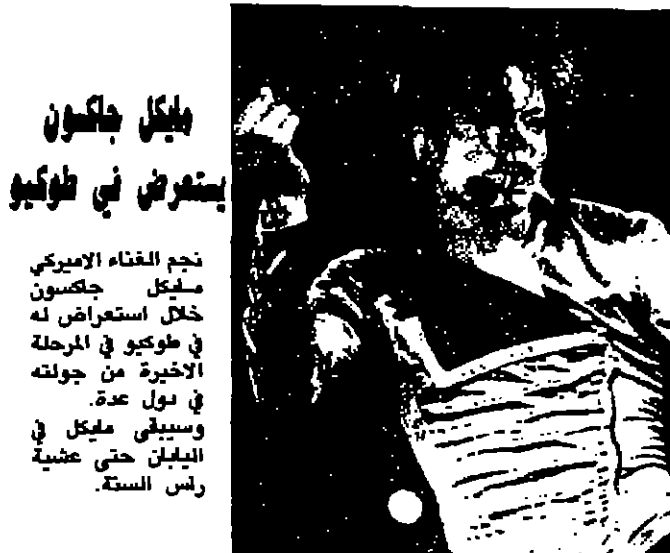 مايكل جاكسون
يستعرض في طوكيو
نجم الغناء الاميركي
مايكل جاكسون
خلال استعراض له
في طوكيو في المرحلة
الاخيرة من جولته
في دول عدة.
وسيبقى مايكل في
اليابان حتى عشية
راس السنة.